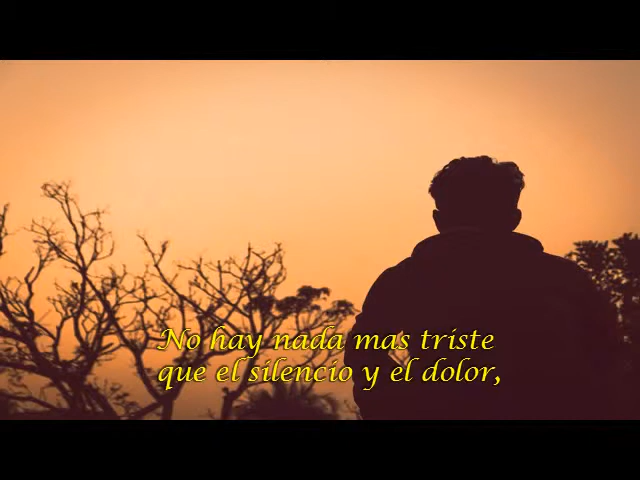 No hay nada mas triste
que el silencio y el dolor,